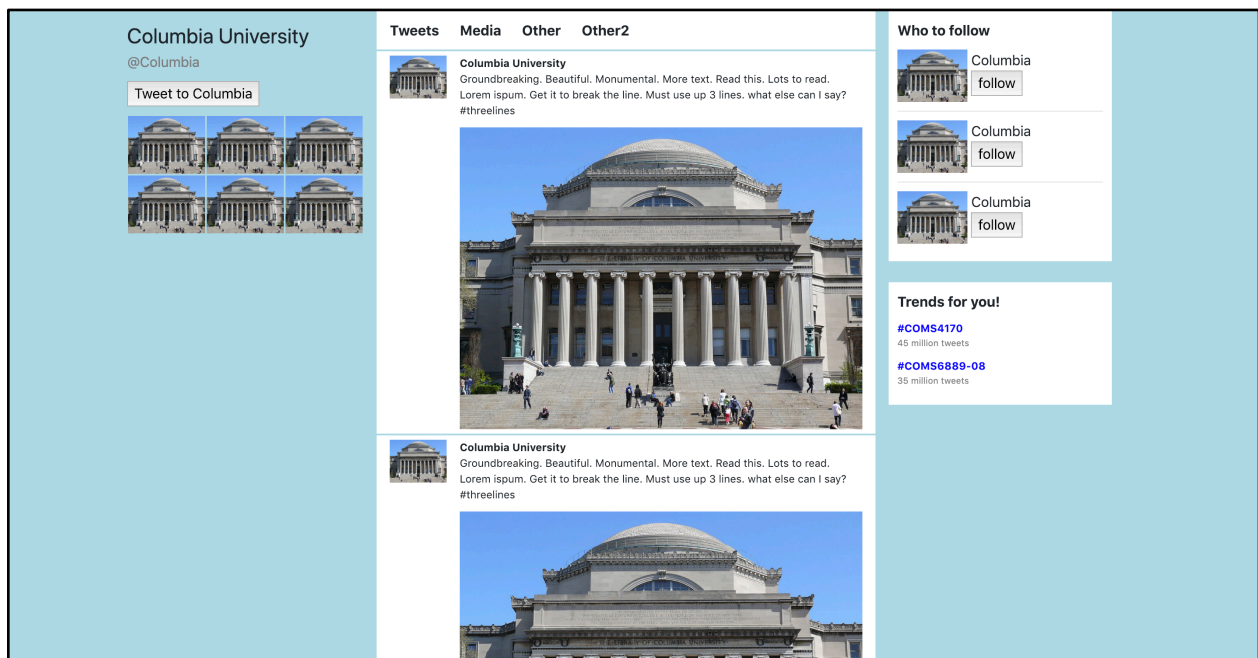 Columbia University
@Columbia
Tweet to Columbia
Tweets Media Other Other2
Columbia University
Groundbreaking. Beautiful. Monumental. More text. Read this. Lots to read.
Lorem ispum. Get it to break the line. Must use up 3 lines. what else can I say?
#threelines
Columbia University
Groundbreaking. Beautiful. Monumental. More text. Read this. Lots to read.
Lorem ispum. Get it to break the line. Must use up 3 lines. what else can I say?
#threelines
Who to follow
Columbia
follow
Columbia
follow
Columbia
follow
Trends for you!
#COMS4170
45 million tweets
#COMS6889-08
35 million tweets